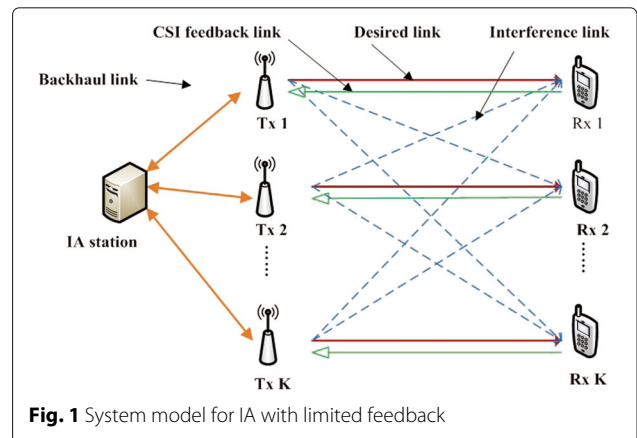 CSI feedback link
Desired link
Interference link
Backhaul link
Tx 1
Rx 1
IA station
Tx 2
Rx 2
Tx K
Rx K
Fig. 1 System model for IA with limited feedback